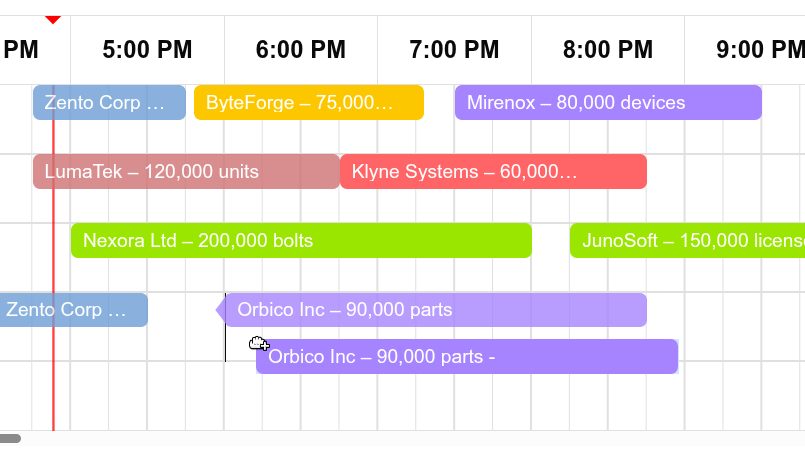 PM 5:00 PM 6:00 PM 7:00 PM 8:00 PM 9:00 PM
Zento Corp … ByteForge – 75,000… Mirenox – 80,000 devices
LumaTek – 120,000 units Klyne Systems – 60,000…
Nexora Ltd – 200,000 bolts JunoSoft – 150,000 license
Zento Corp … Orbico Inc – 90,000 parts
Orbico Inc – 90,000 parts -